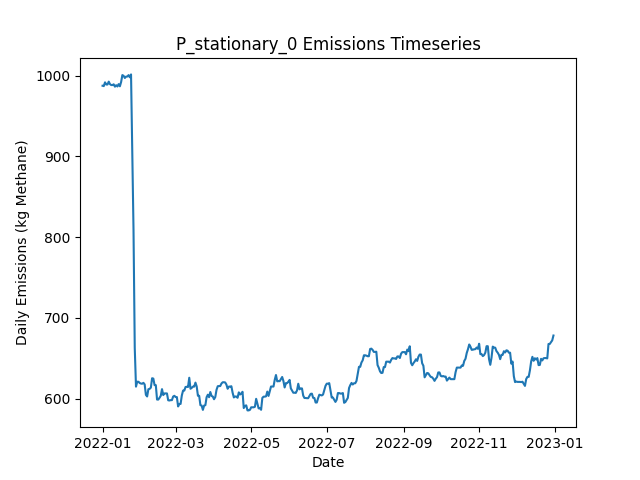 P_stationary_0 Emissions Timeseries
Daily Emissions (kg Methane)
1000
900
800
700
600
2022-01 2022-03 2022-05 2022-07 2022-09 2022-11 2023-01
Date